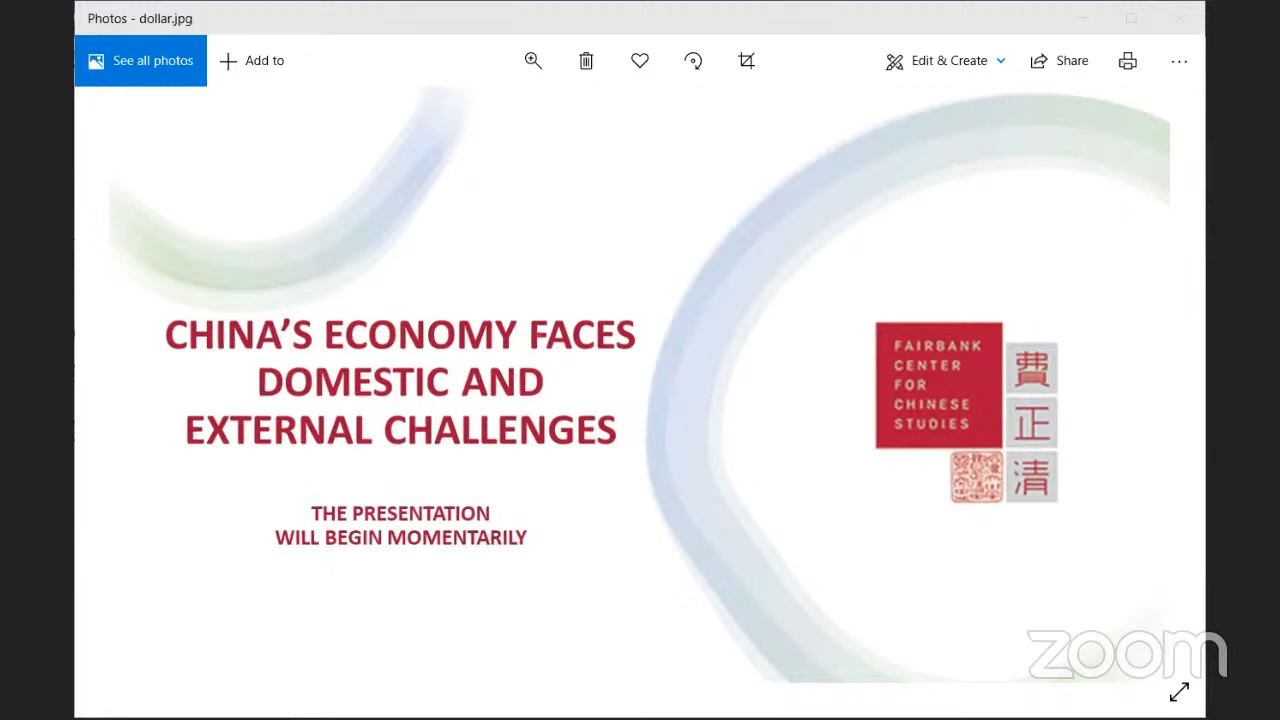 Photos - dollar.jpg
See all photos
Add to
Edit & Create
Share
CHINA’S ECONOMY FACES
DOMESTIC AND
EXTERNAL CHALLENGES
THE PRESENTATION
WILL BEGIN MOMENTARILY
FAIRBANK
CENTER
FOR
CHINESE
STUDIES
費
正
清
zoom